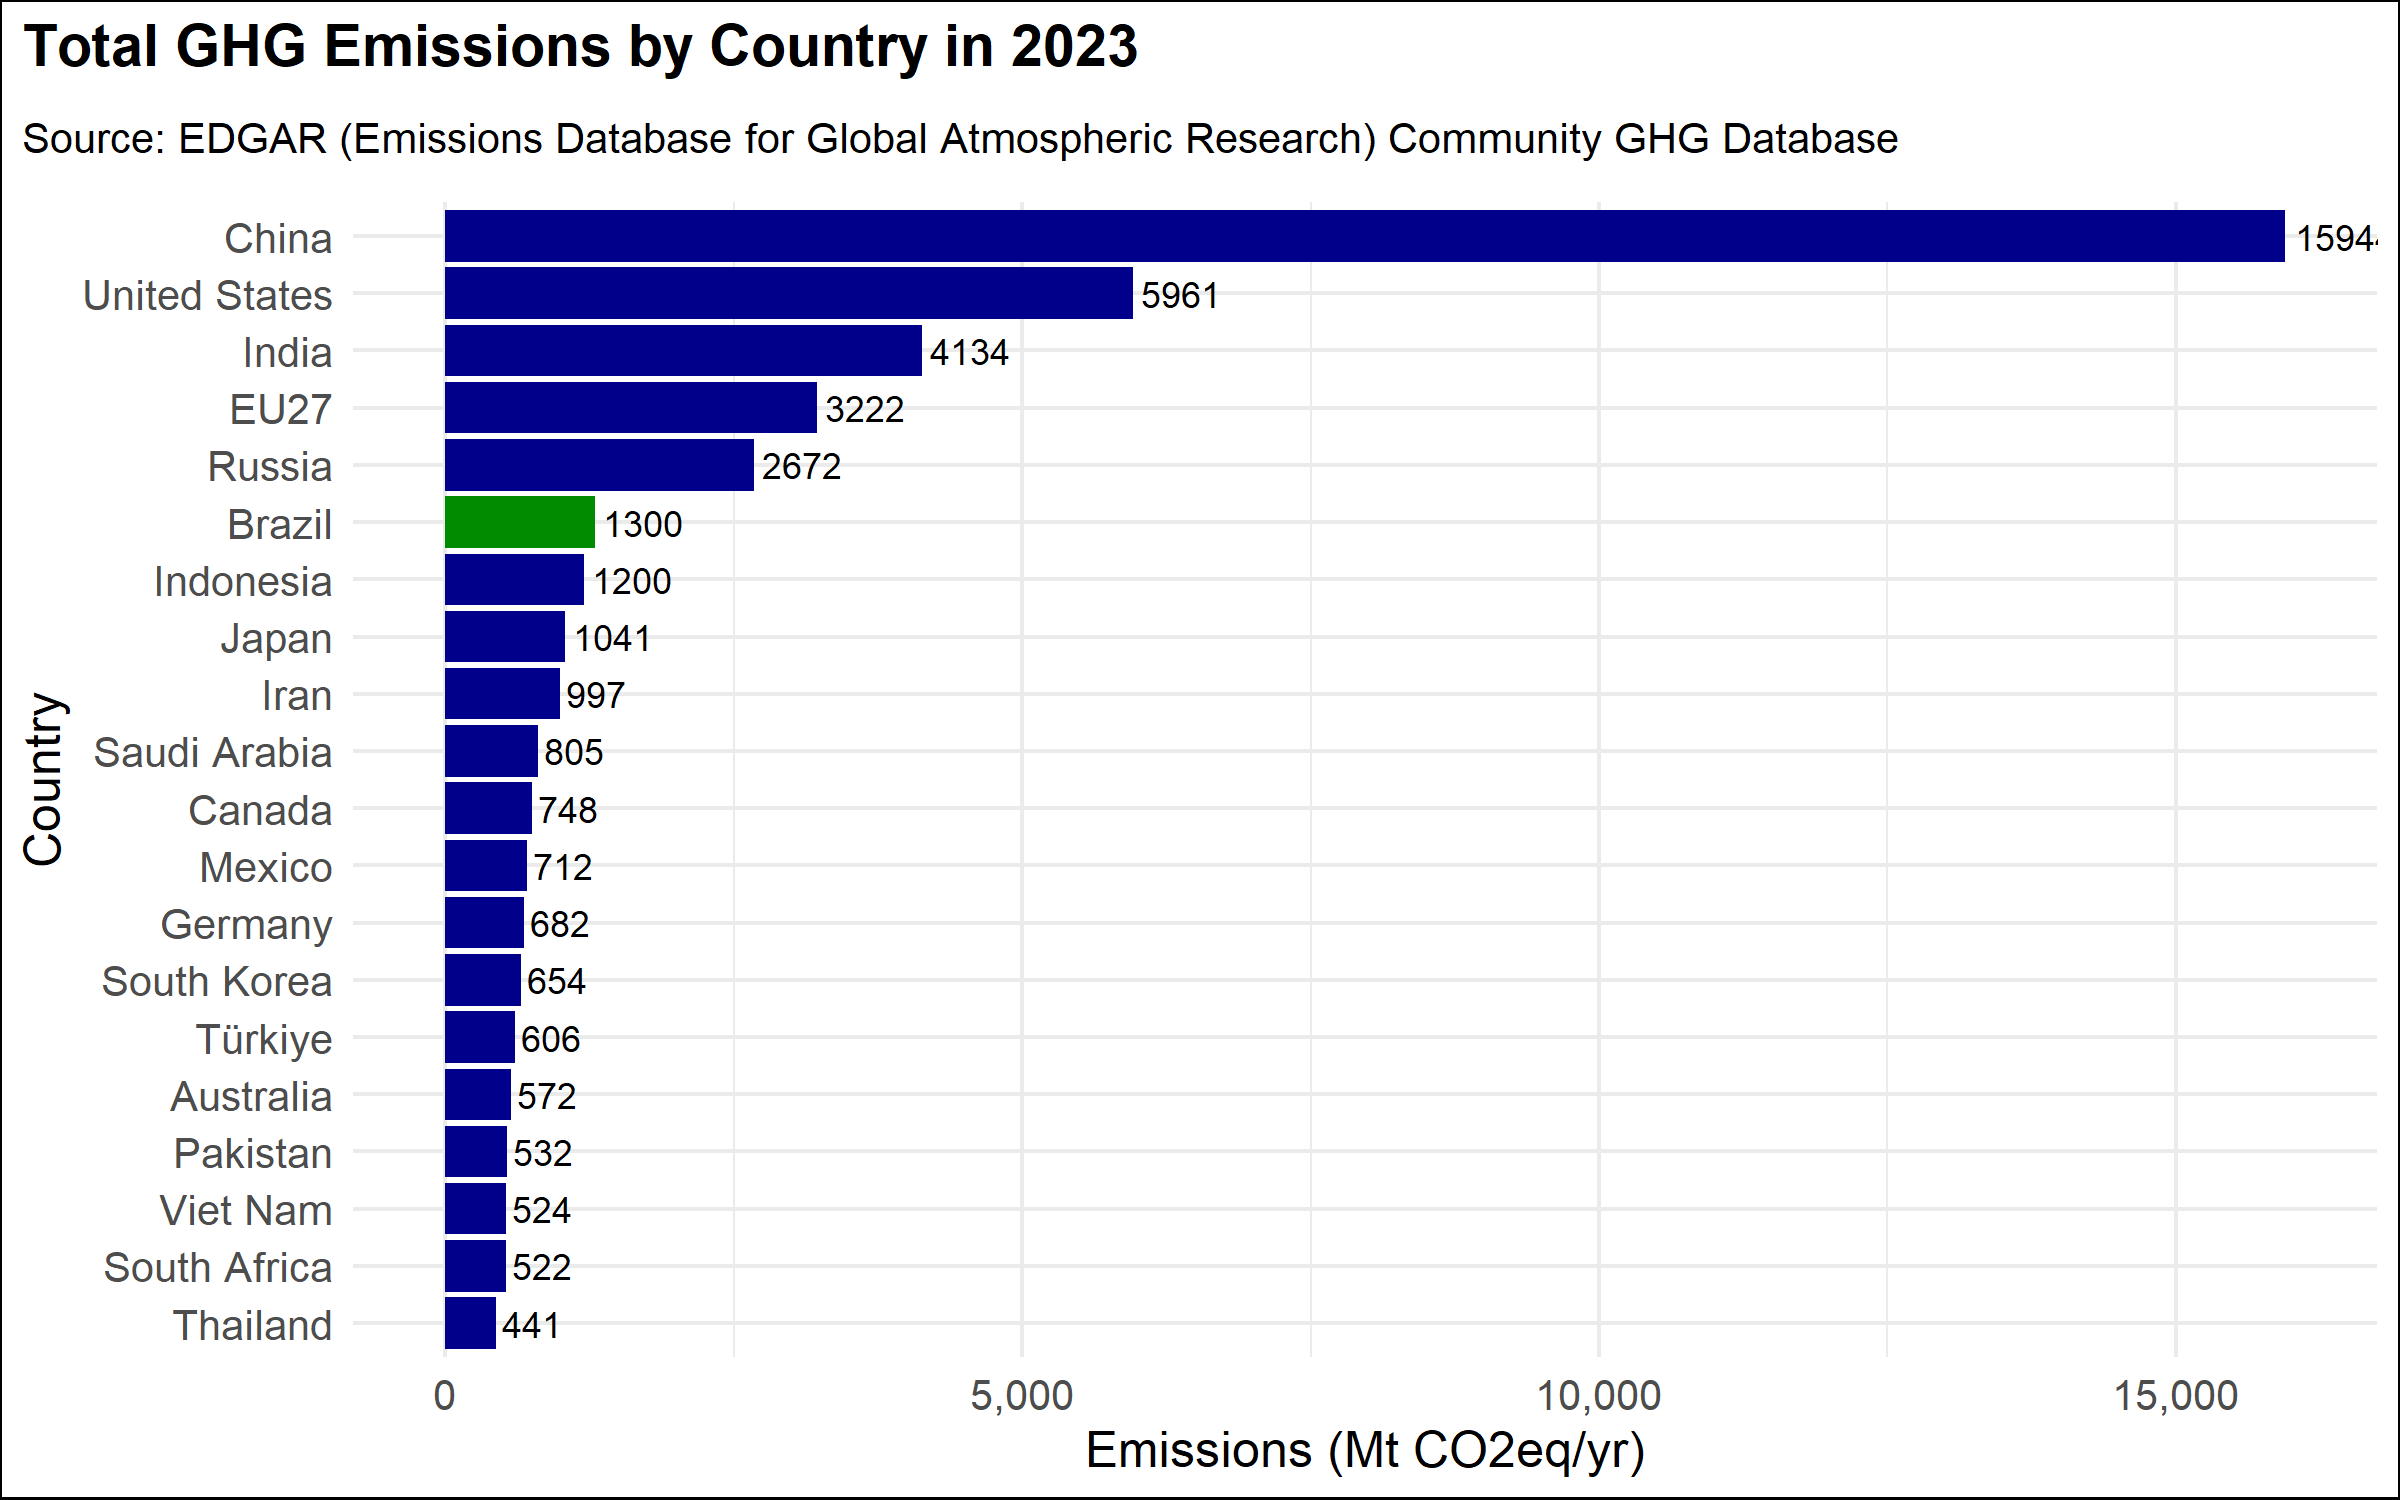 Total GHG Emissions by Country in 2023
Source: EDGAR (Emissions Database for Global Atmospheric Research) Community GHG Database
China 15944
United States 5961
India 4134
EU27 3222
Russia 2672
Brazil 1300
Indonesia 1200
Japan 1041
Iran 997
Saudi Arabia 805
Canada 748
Mexico 712
Germany 682
South Korea 654
Türkiye 606
Australia 572
Pakistan 532
Viet Nam 524
South Africa 522
Thailand 441
Country
0 5,000 10,000 15,000
Emissions (Mt CO2eq/yr)